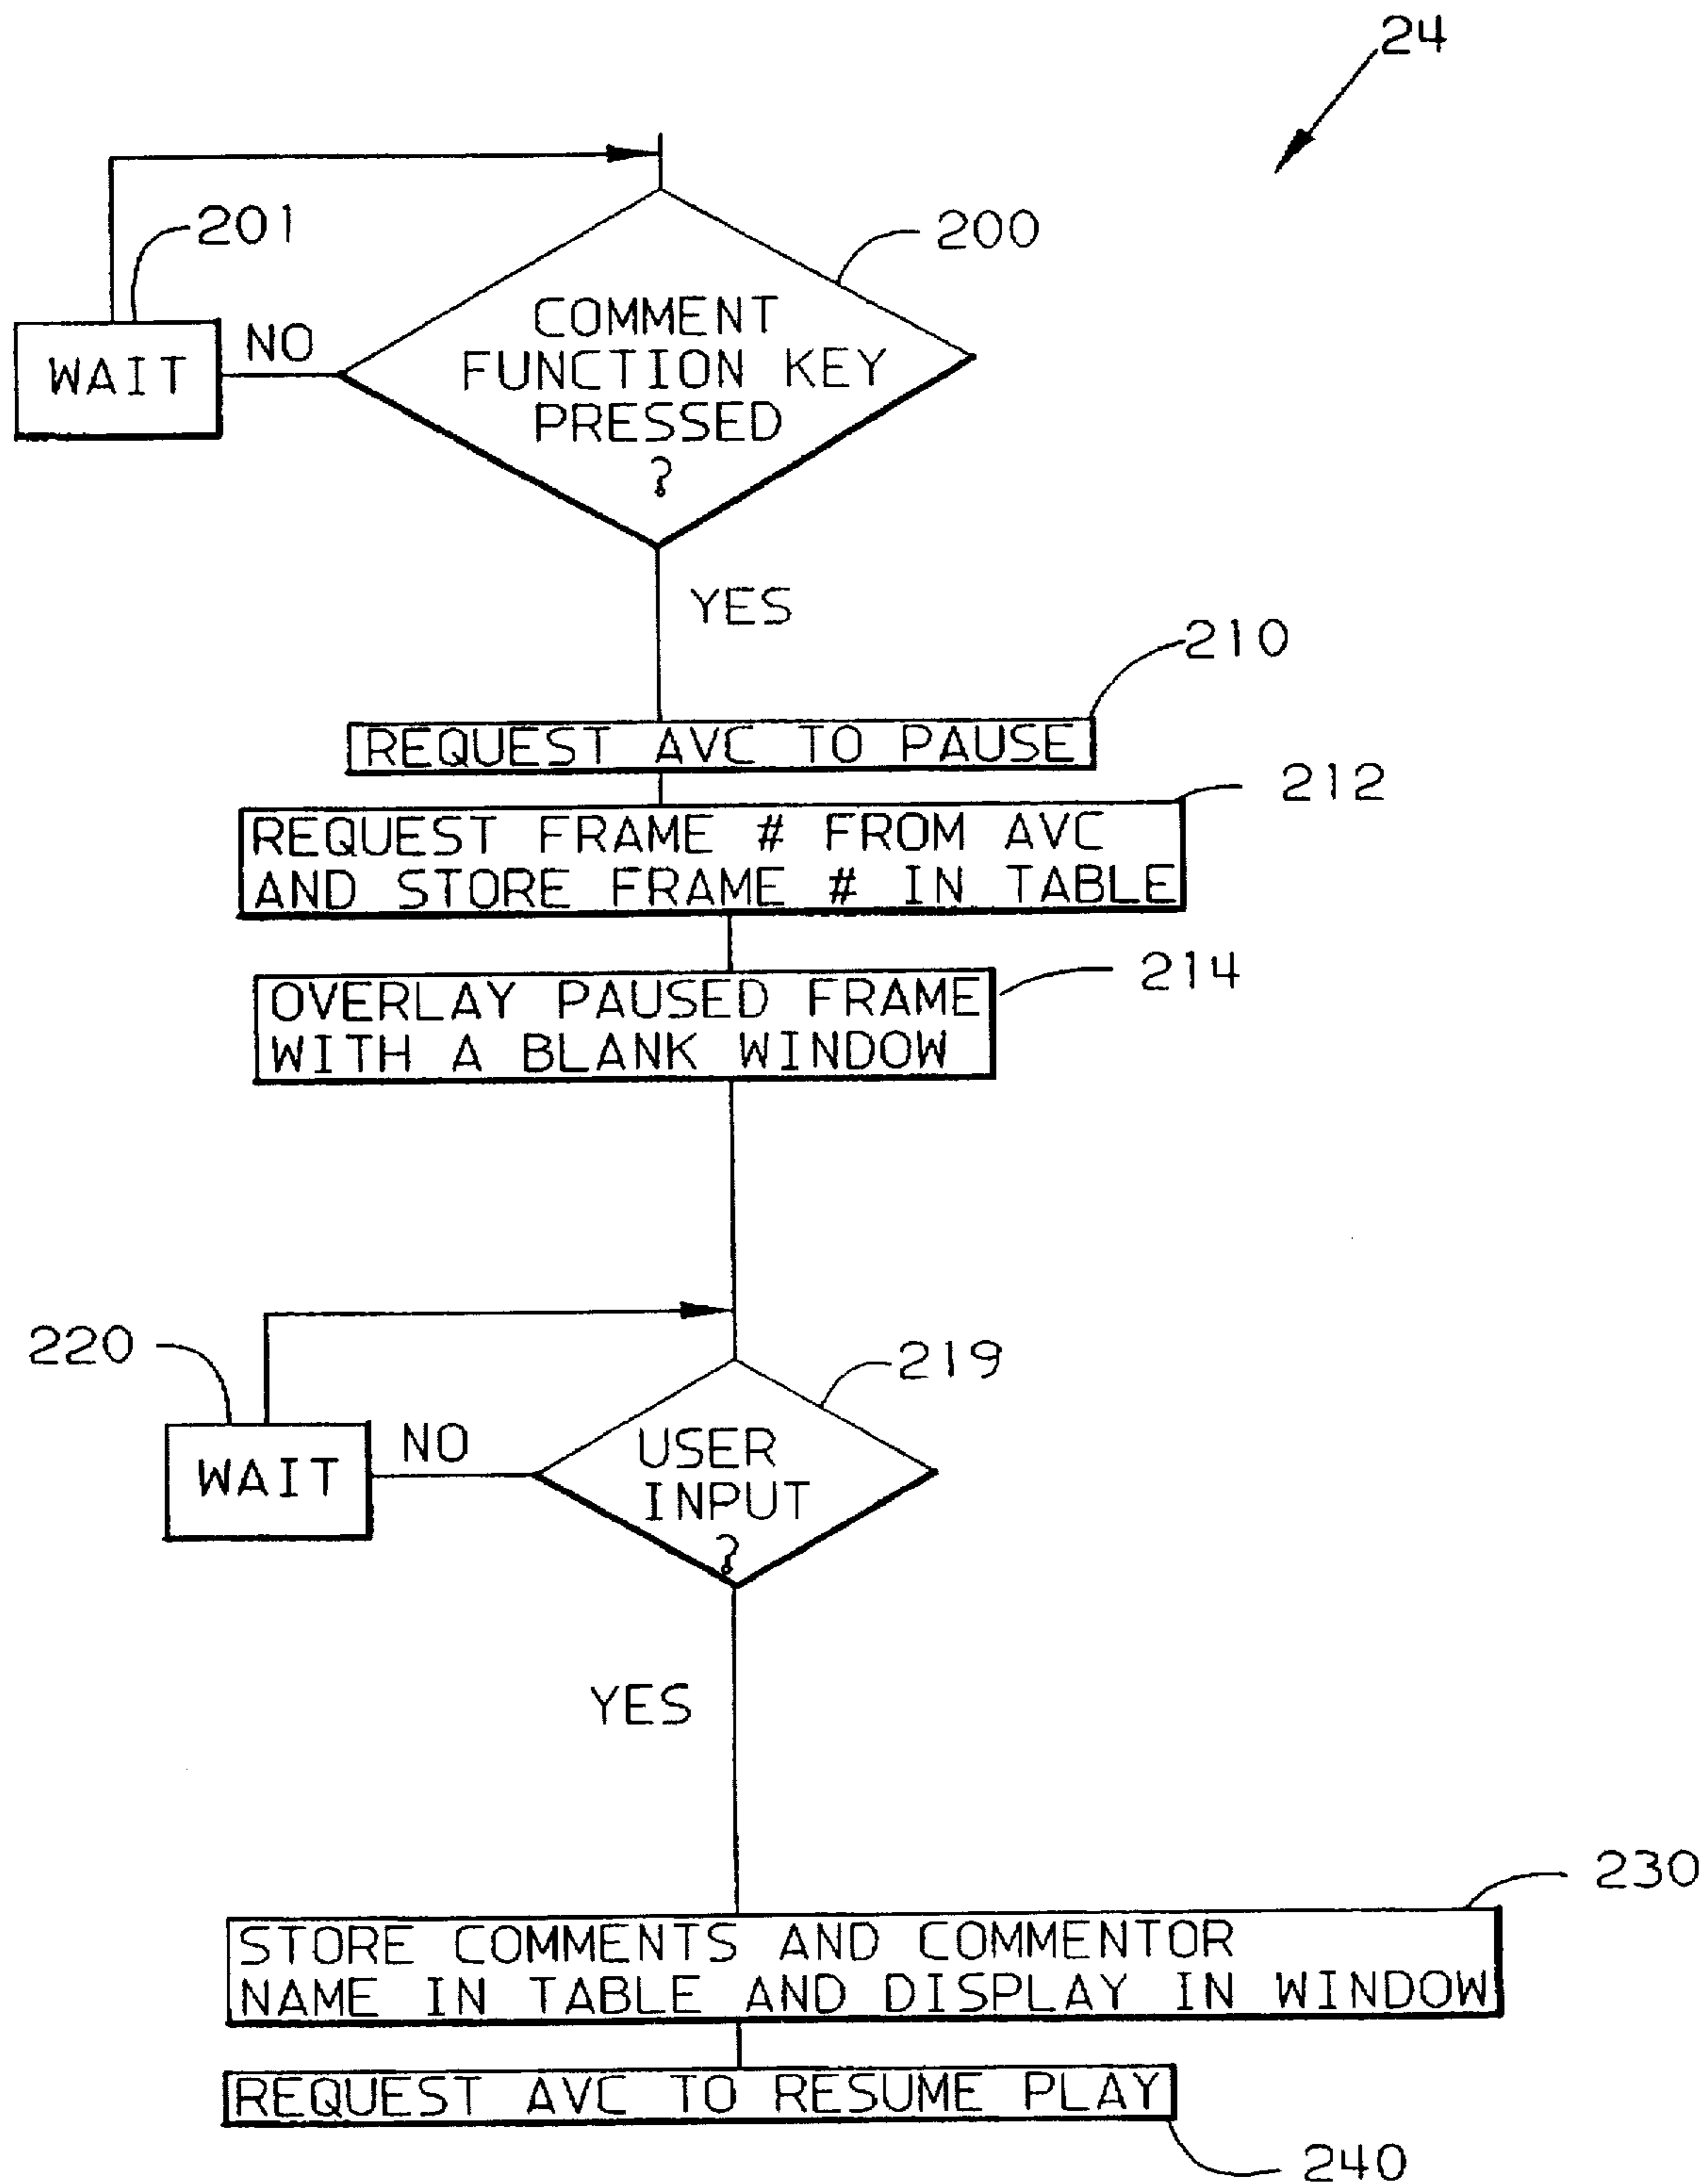 24
201
200
COMMENT
FUNCTION KEY
PRESSED
?
NO
WAIT
YES
210
REQUEST AVC TO PAUSE
212
REQUEST FRAME # FROM AVC
AND STORE FRAME # IN TABLE
214
OVERLAY PAUSED FRAME
WITH A BLANK WINDOW
220
219
NO
WAIT
USER
INPUT
?
YES
230
STORE COMMENTS AND COMMENTOR
NAME IN TABLE AND DISPLAY IN WINDOW
REQUEST AVC TO RESUME PLAY
240